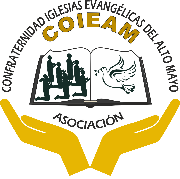 CONFRATERNIDAD IGLESIAS EVANGÉLICAS DEL ALTO MAYO
COIEAM
ASOCIACIÓN